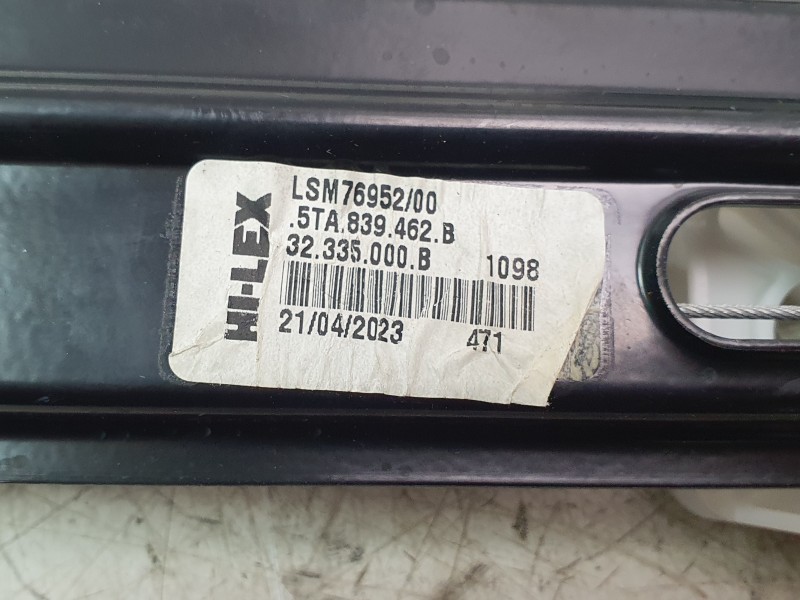 HI-LEX
LSM76952/00
.5TA.839.462.B
32.335.000.B 1098
21/04/2023 471